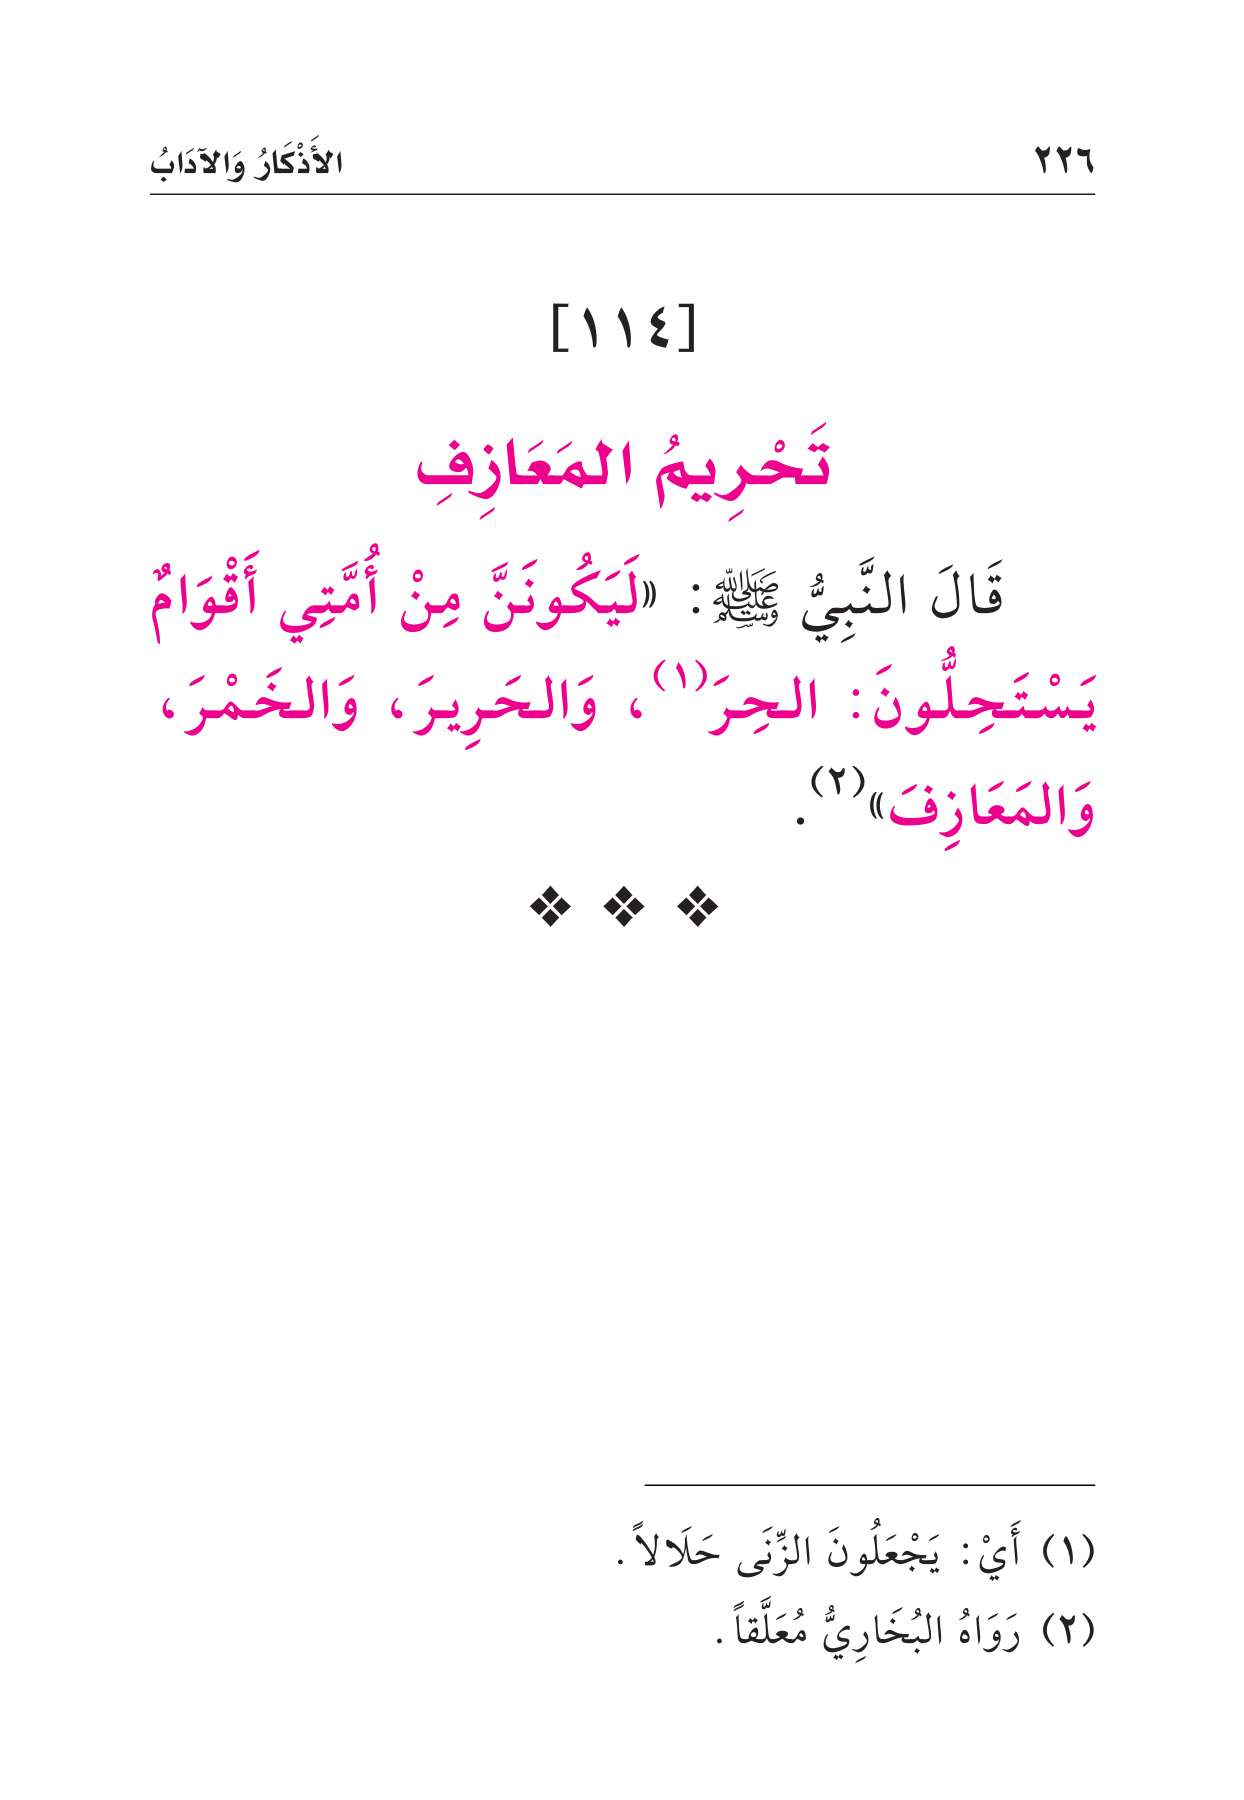 ٢٢٦ الأَذْكَارُ وَالآدَابُ
[١١٤]
تَحْرِيمُ المَعَازِفِ
قَالَ النَّبِيُّ ﷺ: «لَيَكُونَنَّ مِنْ أُمَّتِي أَقْوَامٌ
يَسْتَحِلُّونَ: الحِرَ(١)، وَالحَرِيرَ، وَالخَمْرَ،
وَالمَعَازِفَ»(٢).
(١) أَيْ: يَجْعَلُونَ الزِّنَى حَلَالاً.
(٢) رَوَاهُ البُخَارِيُّ مُعَلَّقاً.